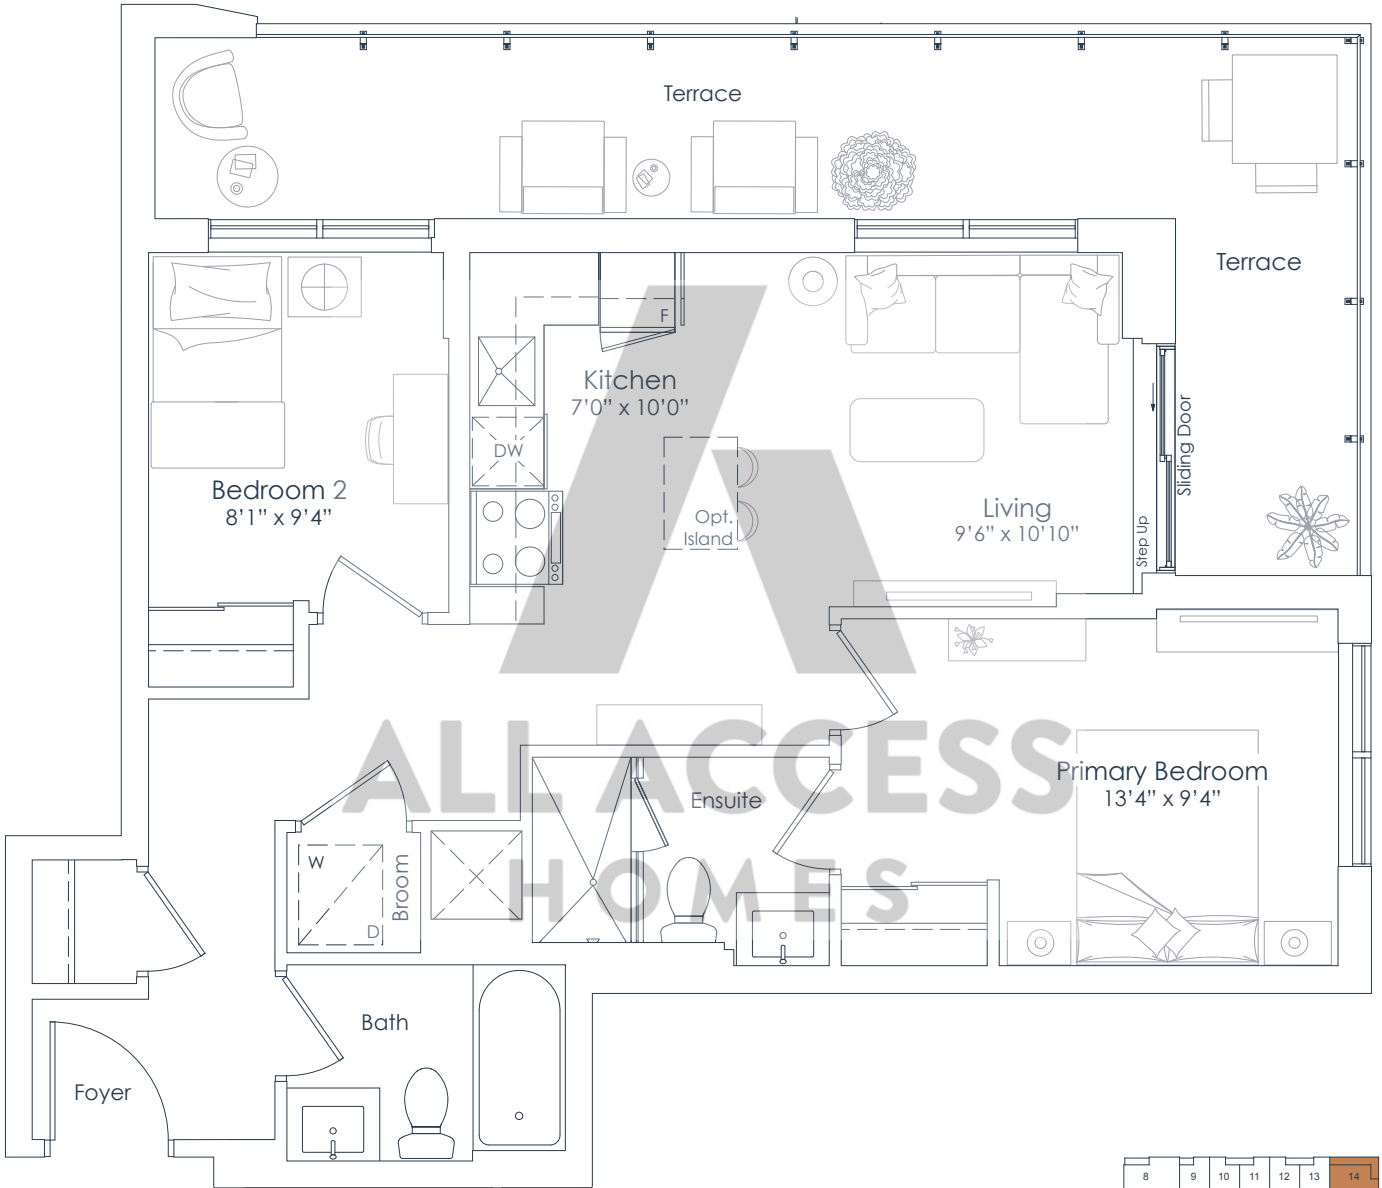 Terrace
Terrace
F
Kitchen
7’0” x 10’0”
DW
Sliding Door
Bedroom 2
8’1” x 9’4”
Opt.
Island
Living
9’6” x 10’10”
Step Up
ALL ACCESS
HOMES
Primary Bedroom
13’4” x 9’4”
Ensuite
W
D
Broom
Bath
Foyer
8 9 10 11 12 13 14